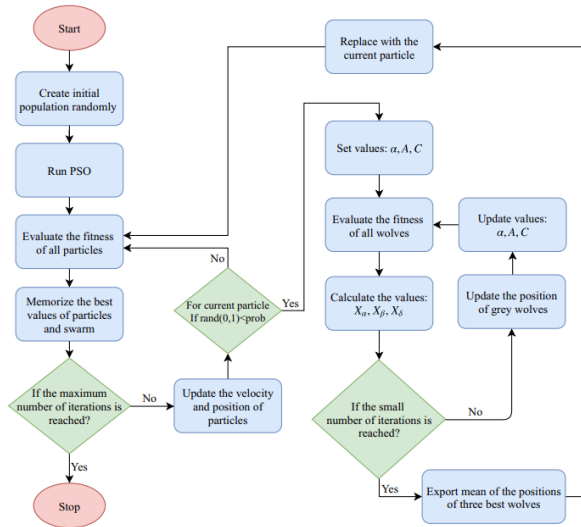 Start
Create initial
population randomly
Run PSO
Evaluate the fitness
of all particles
Memorize the best
values of particles
and swarm
If the maximum
number of iterations is
reached?
Yes
Stop
No
Update the velocity
and position of
particles
For current particle
If rand(0,1)<prob
No
Yes
Replace with the
current particle
Set values: α, A, C
Evaluate the fitness
of all wolves
Calculate the values:
Xα, Xβ, Xδ
If the small
number of iterations is
reached?
No
Update the position
of grey wolves
Update values:
α, A, C
Yes
Export mean of the positions
of three best wolves